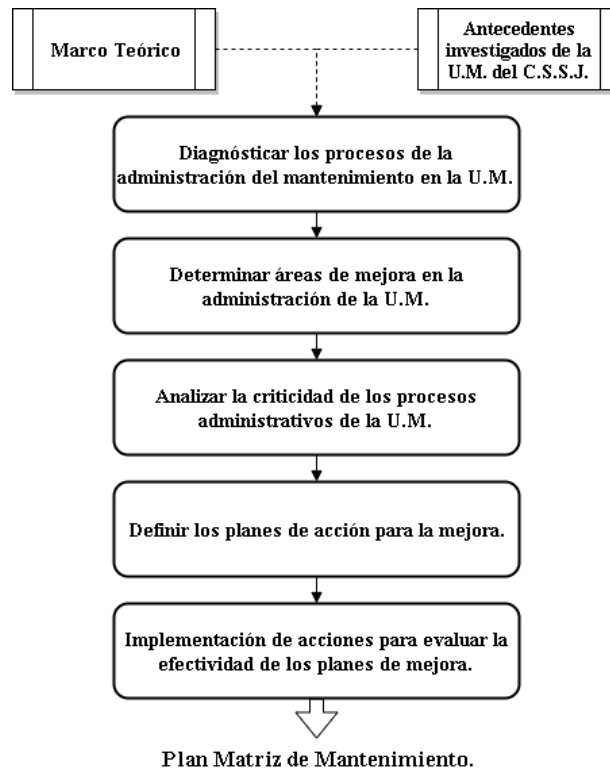 Marco Teórico
Antecedentes
investigados de la
U.M. del C.S.S.J.
Diagnósticar los procesos de la
administración del mantenimiento en la U.M.
Determinar áreas de mejora en la
administración de la U.M.
Analizar la criticidad de los procesos
administrativos de la U.M.
Definir los planes de acción para la mejora.
Implementación de acciones para evaluar la
efectividad de los planes de mejora.
Plan Matriz de Mantenimiento.